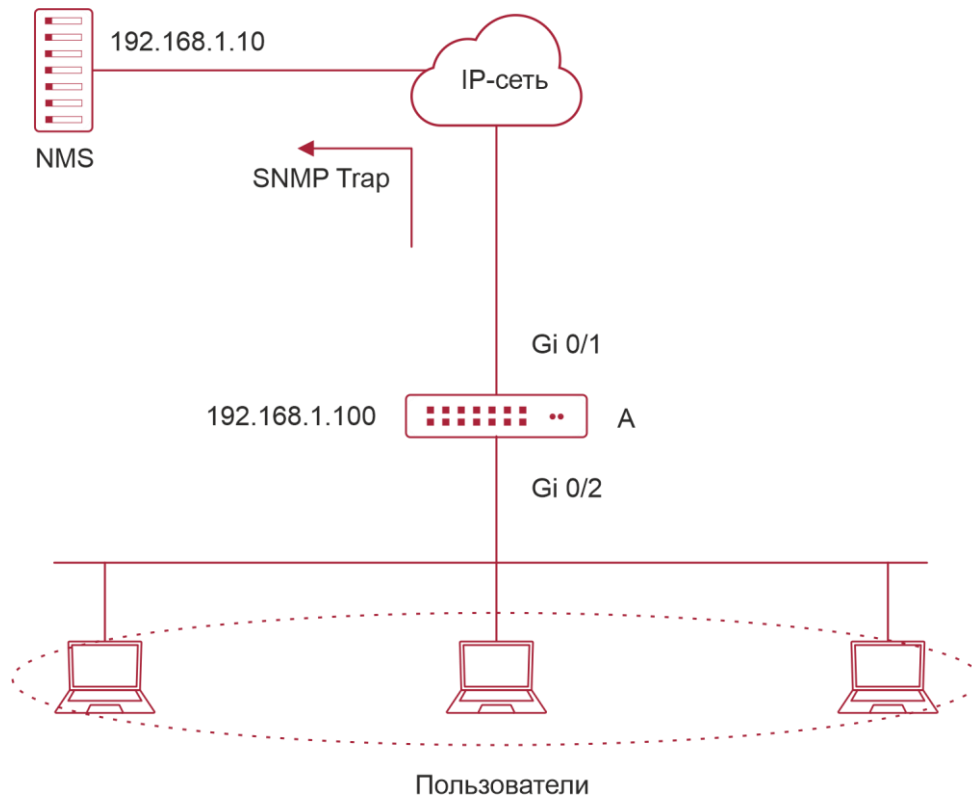 192.168.1.10
IP-сеть
NMS
SNMP Trap
Gi 0/1
192.168.1.100
A
Gi 0/2
Пользователи